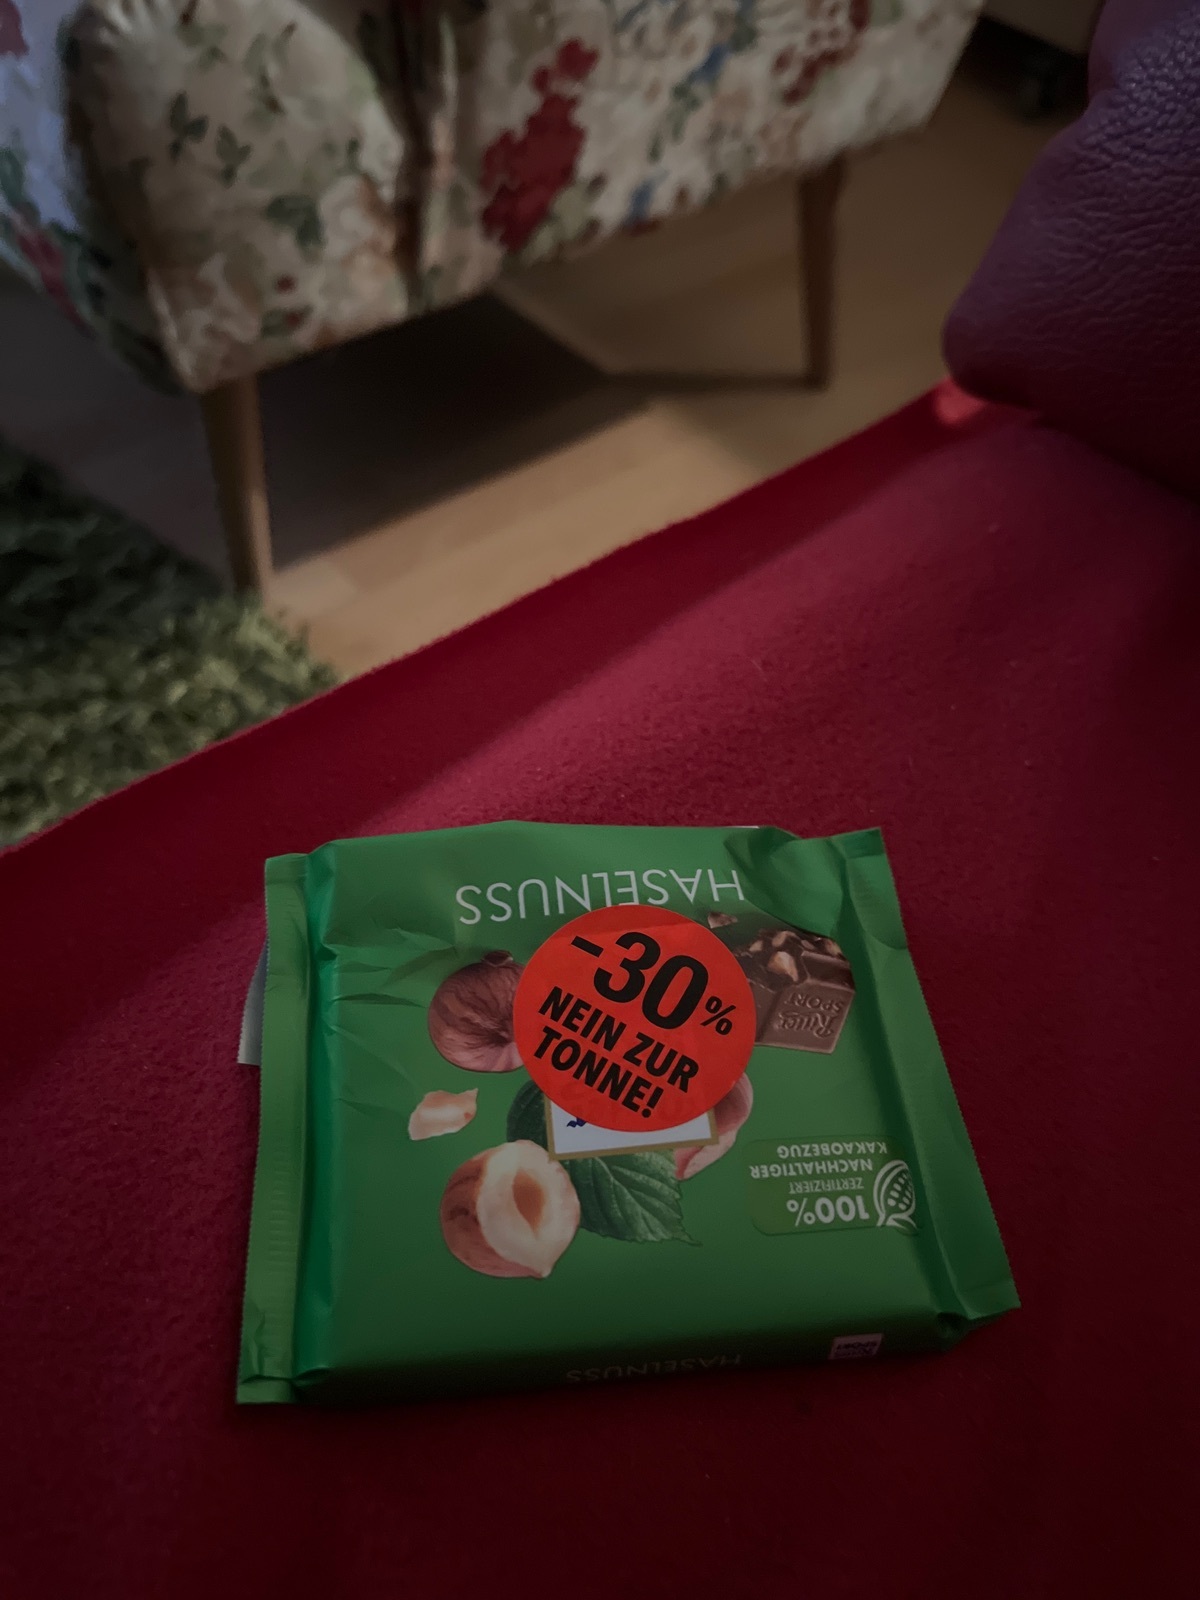 HASELNUSS
-30%
NEIN ZUR
TONNE!
Ritter
SPORT
100%
ZERTIFIZIERT
NACHHALTIGER
KAKAOBEZUG
HASELNUSS